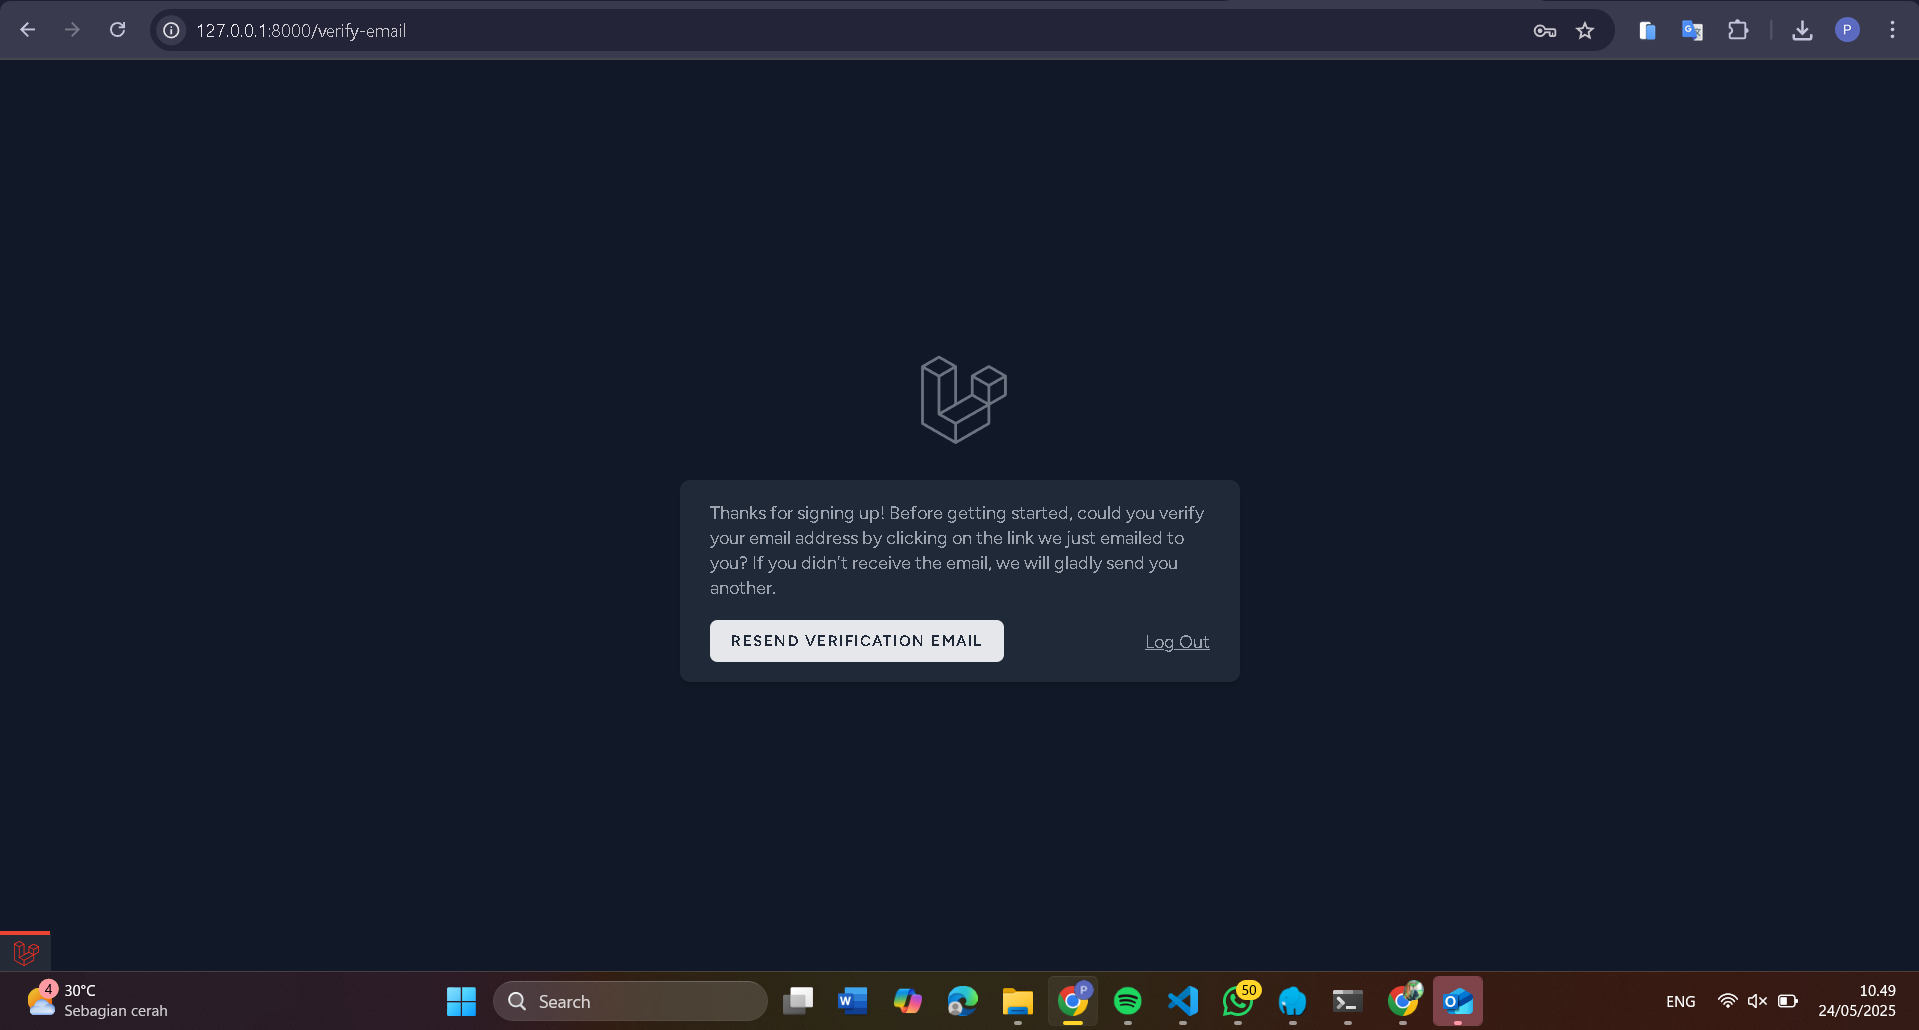 127.0.0.1:8000/verify-email
P
Thanks for signing up! Before getting started, could you verify
your email address by clicking on the link we just emailed to
you? If you didn't receive the email, we will gladly send you
another.
RESEND VERIFICATION EMAIL
Log Out
4
30°C
Sebagian cerah
Search
W
P
50
O
ENG
10.49
24/05/2025